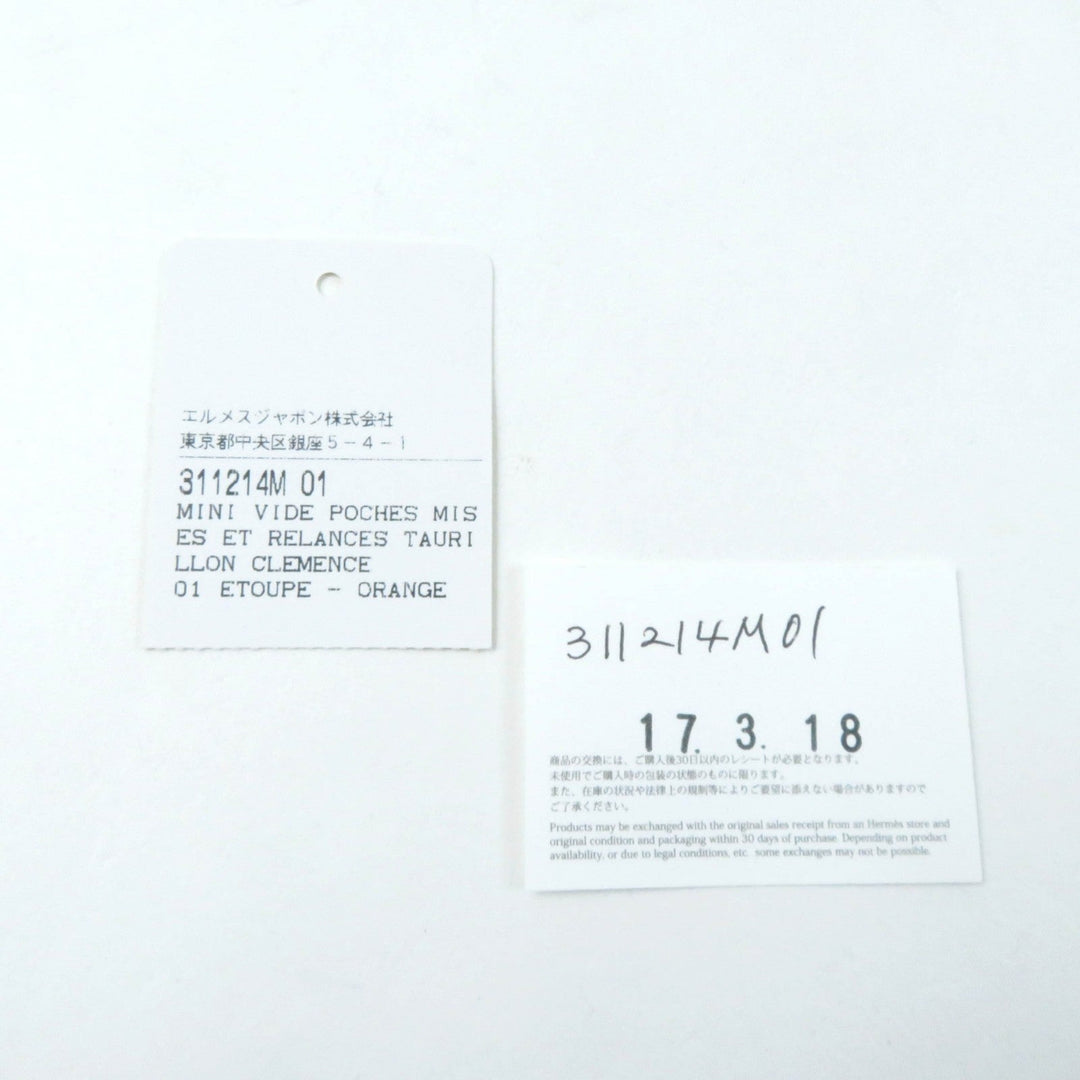 エルメスジャポン株式会社
東京都中央区銀座5-4-1
311214M 01
MINI VIDE POCHES MIS
ES ET RELANCES TAURI
LLON CLEMENCE
01 ETOUPE - ORANGE
311214M01
17. 3. 18
商品の交換には、ご購入後30日以内のレシートが必要となります。
未使用でご購入時の包装の状態のものに限ります。
また、在庫の状況や法律上の規制等によりご要望に添えない場合がありますので
ご了承ください。
Products may be exchanged with the original sales receipt from an Hermès store and
original condition and packaging within 30 days of purchase. Depending on product
availability, or due to legal conditions, etc. some exchanges may not be possible.